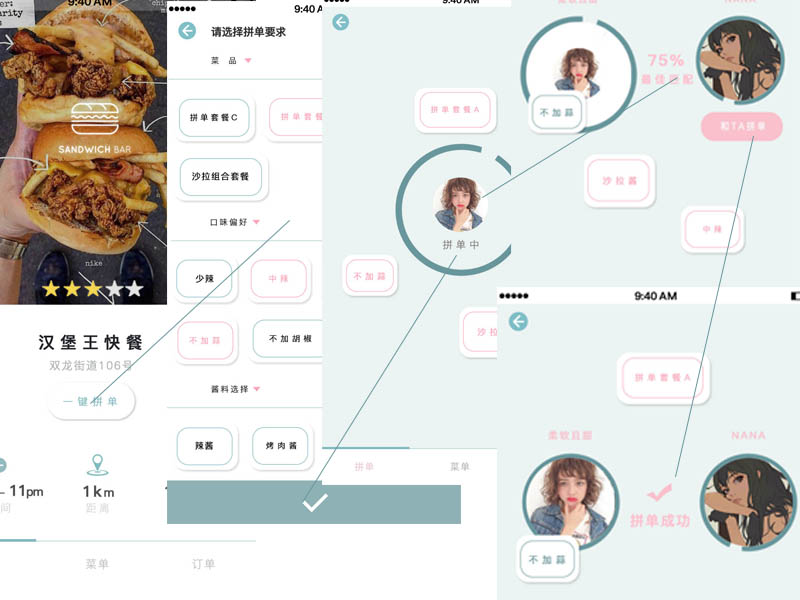 9:40 AM
SANDWICH BAR
nike
汉堡王快餐
双龙街道106号
一键拼单
11pm
间
1km
距离
菜单
订单
9:40 A
请选择拼单要求
菜 品
拼单套餐C
拼单套餐
沙拉组合套餐
口味偏好
少辣
中辣
不加蒜
不加胡椒
酱料选择
辣酱
烤肉酱
9:40 AM
拼单套餐A
拼单中
不加蒜
沙拉
拼单
菜单
柔软且甜
NANA
75%
最佳匹配
不加蒜
和TA拼单
沙拉酱
中辣
9:40 AM
拼单套餐A
柔软且甜
NANA
拼单成功
不加蒜